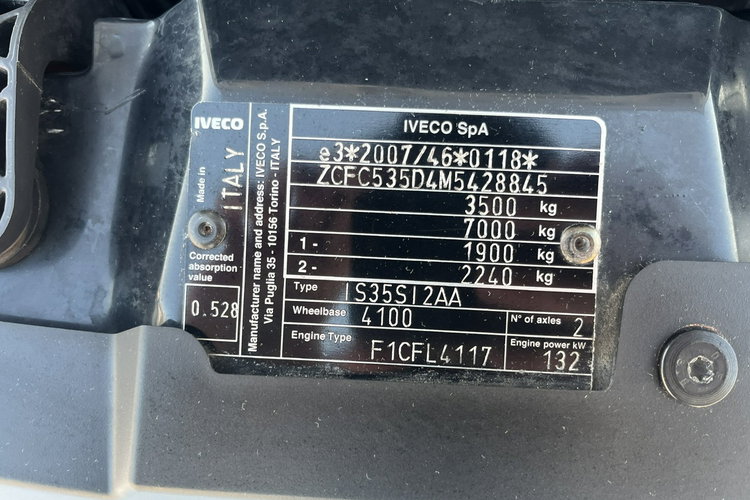 IVECO
Made in
ITALY
Corrected
absorption
value
0.528
Manufacturer name and address: IVECO S.p.A.
Via Puglia 35 - 10156 Torino - ITALY
IVECO SpA
e3*2007/46*0118*
ZCFC535D4M5428845
3500 kg
7000 kg
1- 1900 kg
2- 2240 kg
Type IS35SI2AA
Wheelbase 4100 N° of axles 2
Engine Type F1CFL4117 Engine power kW 132